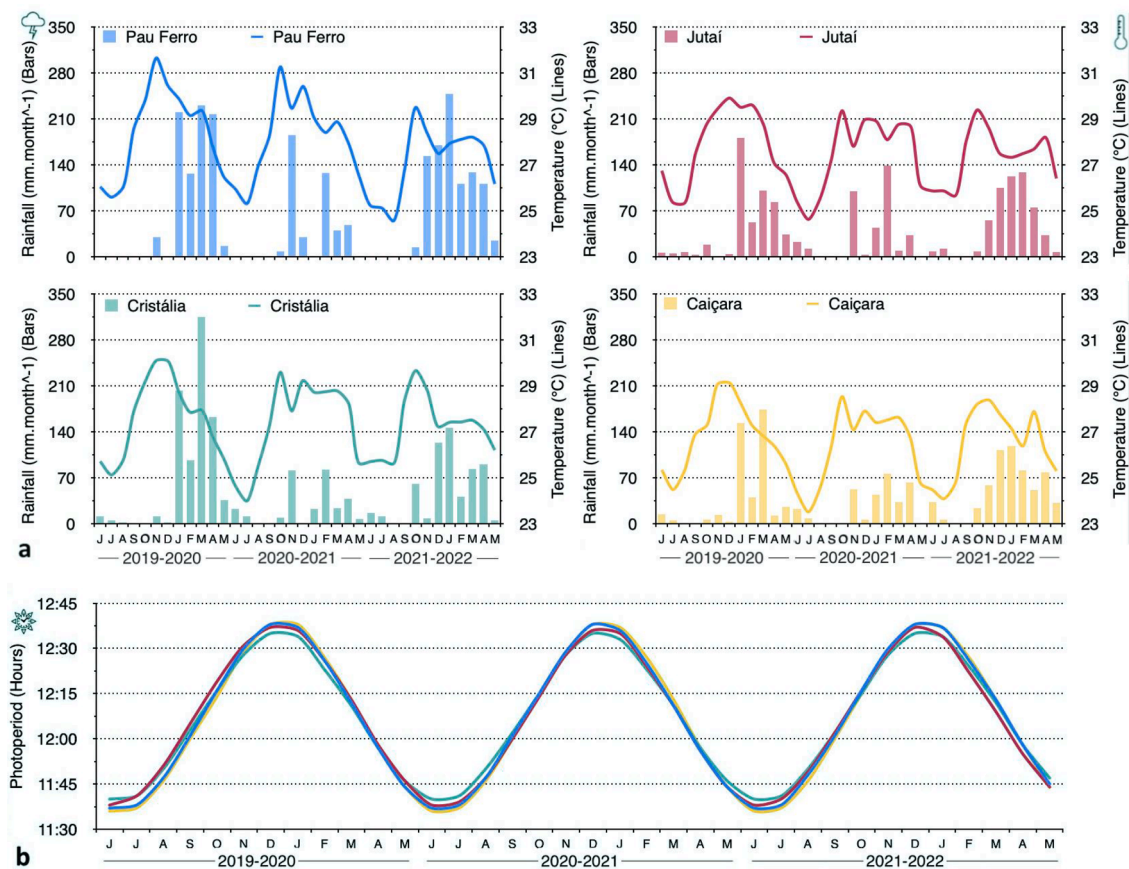 350 33
Pau Ferro Pau Ferro
280 31
210 29
140 27
70 25
0 23
Rainfall (mm.month^-1) (Bars)
Temperature (°C) (Lines)
350 33
Jutaí Jutaí
280 31
210 29
140 27
70 25
0 23
Rainfall (mm.month^-1) (Bars)
Temperature (°C) (Lines)
350 33
Cristália Cristália
280 31
210 29
140 27
70 25
0 23
Rainfall (mm.month^-1) (Bars)
Temperature (°C) (Lines)
J J A S O N D J F M A M J J A S O N D J F M A M J J A S O N D J F M A M
2019-2020 2020-2021 2021-2022
350 33
Caiçara Caiçara
280 31
210 29
140 27
70 25
0 23
Rainfall (mm.month^-1) (Bars)
Temperature (°C) (Lines)
J J A S O N D J F M A M J J A S O N D J F M A M J J A S O N D J F M A M
2019-2020 2020-2021 2021-2022
a
12:45
12:30
12:15
12:00
11:45
11:30
Photoperiod (Hours)
J J A S O N D J F M A M J J A S O N D J F M A M J J A S O N D J F M A M
2019-2020 2020-2021 2021-2022
b